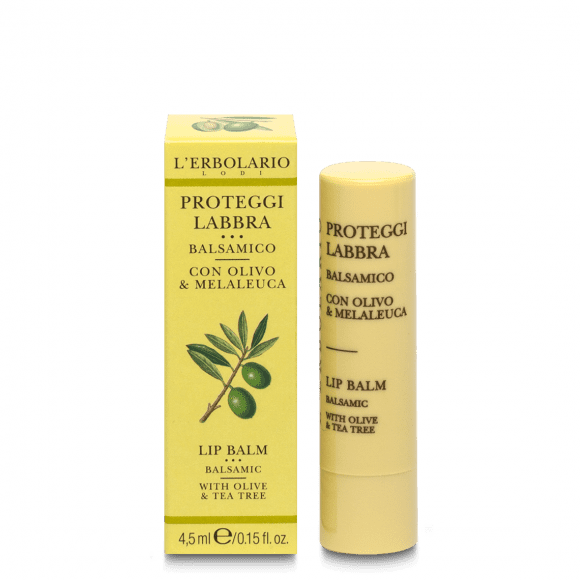 L'ERBOLARIO
LODI
PROTEGGI
LABBRA
BALSAMICO
CON OLIVO
& MELALEUCA
LIP BALM
BALSAMIC
WITH OLIVE
& TEA TREE
4,5 ml ℮/0.15 fl. oz.
PROTEGGI
LABBRA
BALSAMICO
CON OLIVO
& MELALEUCA
LIP BALM
BALSAMIC
WITH OLIVE
& TEA TREE